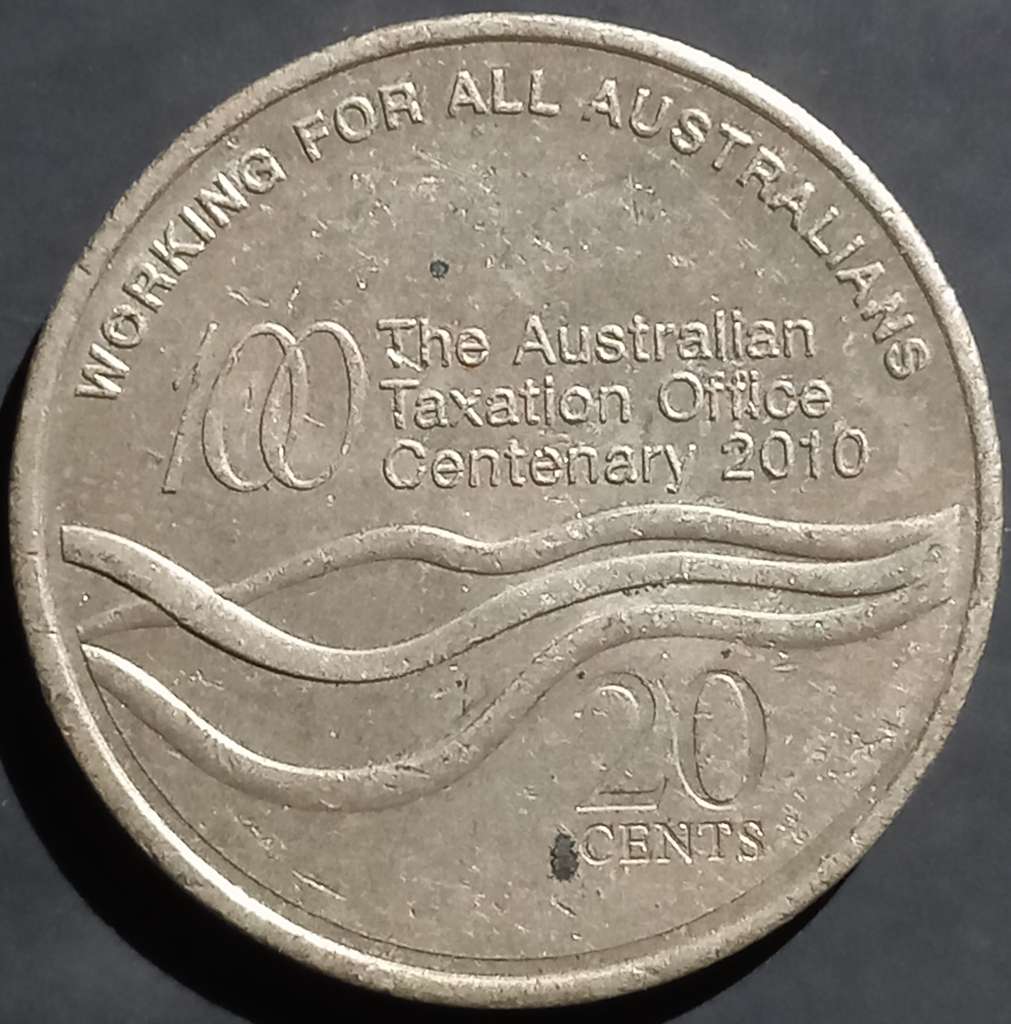 WORKING FOR ALL AUSTRALIANS
100
The Australian
Taxation Office
Centenary 2010
20
CENTS